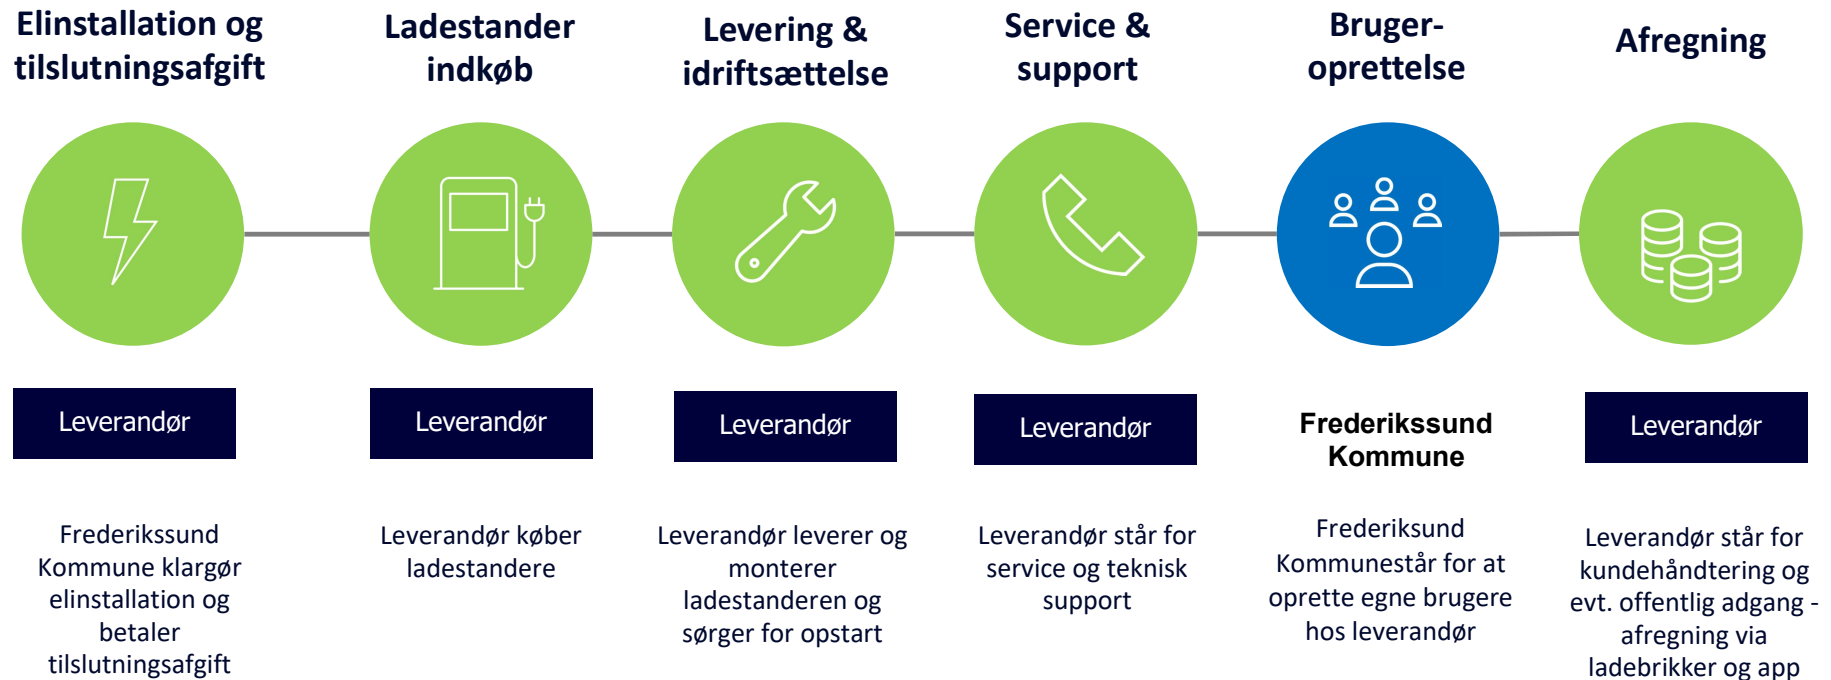 Elinstallation og
tilslutningsafgift
Ladestander
indkøb
Levering &
idriftsættelse
Service &
support
Bruger-
oprettelse
Afregning
Leverandør
Leverandør
Leverandør
Leverandør
Frederikssund
Kommune
Leverandør
Frederikssund
Kommune klargør
elinstallation og
betaler
tilslutningsafgift
Leverandør køber
ladestandere
Leverandør leverer og
monterer
ladestanderen og
sørger for opstart
Leverandør står for
service og teknisk
support
Frederiksund
Kommunestår for at
oprette egne brugere
hos leverandør
Leverandør står for
kundehåndtering og
evt. offentlig adgang -
afregning via
ladebrikker og app